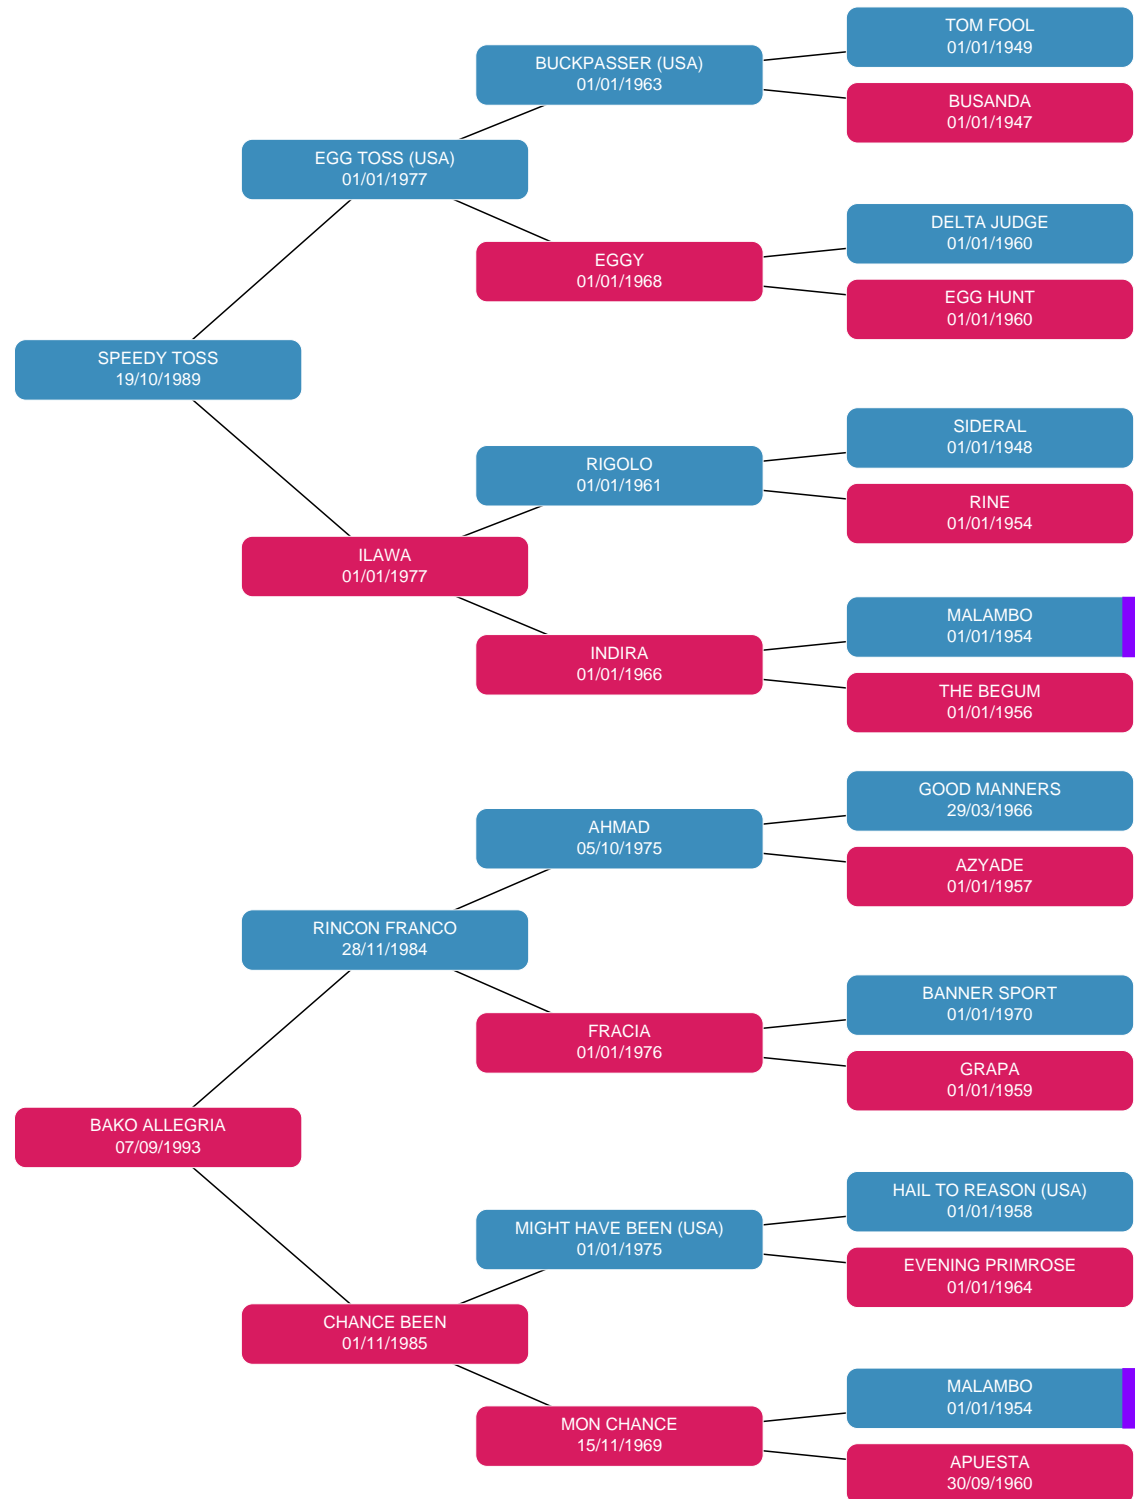 TOM FOOL
01/01/1949
BUCKPASSER (USA)
01/01/1963
BUSANDA
01/01/1947
EGG TOSS (USA)
01/01/1977
DELTA JUDGE
01/01/1960
EGGY
01/01/1968
EGG HUNT
01/01/1960
SPEEDY TOSS
19/10/1989
SIDERAL
01/01/1948
RIGOLO
01/01/1961
RINE
01/01/1954
ILAWA
01/01/1977
MALAMBO
01/01/1954
INDIRA
01/01/1966
THE BEGUM
01/01/1956
GOOD MANNERS
29/03/1966
AHMAD
05/10/1975
AZYADE
01/01/1957
RINCON FRANCO
28/11/1984
BANNER SPORT
01/01/1970
FRACIA
01/01/1976
GRAPA
01/01/1959
BAKO ALLEGRIA
07/09/1993
HAIL TO REASON (USA)
01/01/1958
MIGHT HAVE BEEN (USA)
01/01/1975
EVENING PRIMROSE
01/01/1964
CHANCE BEEN
01/11/1985
MALAMBO
01/01/1954
MON CHANCE
15/11/1969
APUESTA
30/09/1960